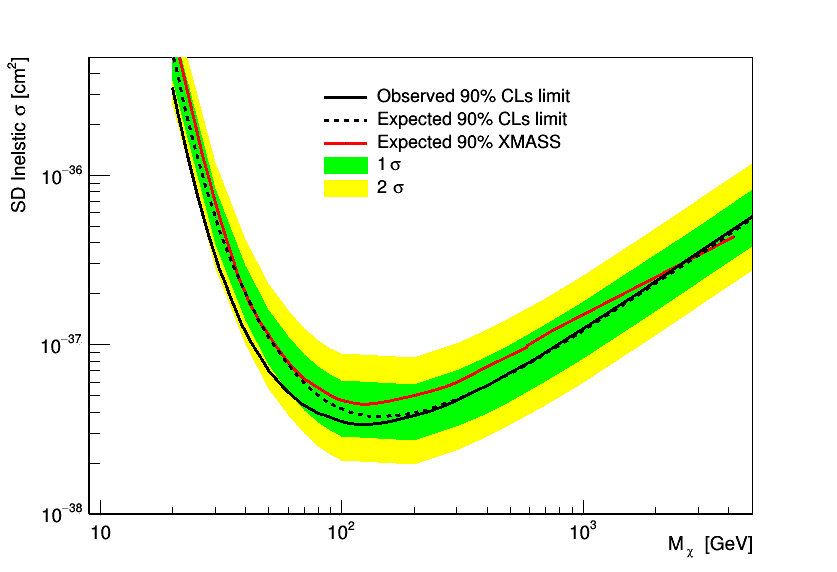 SD Inelstic σ [cm²]
Observed 90% CLs limit
Expected 90% CLs limit
Expected 90% XMASS
1 σ
2 σ
10⁻³⁶
10⁻³⁷
10⁻³⁸
10 10² 10³
Mχ [GeV]